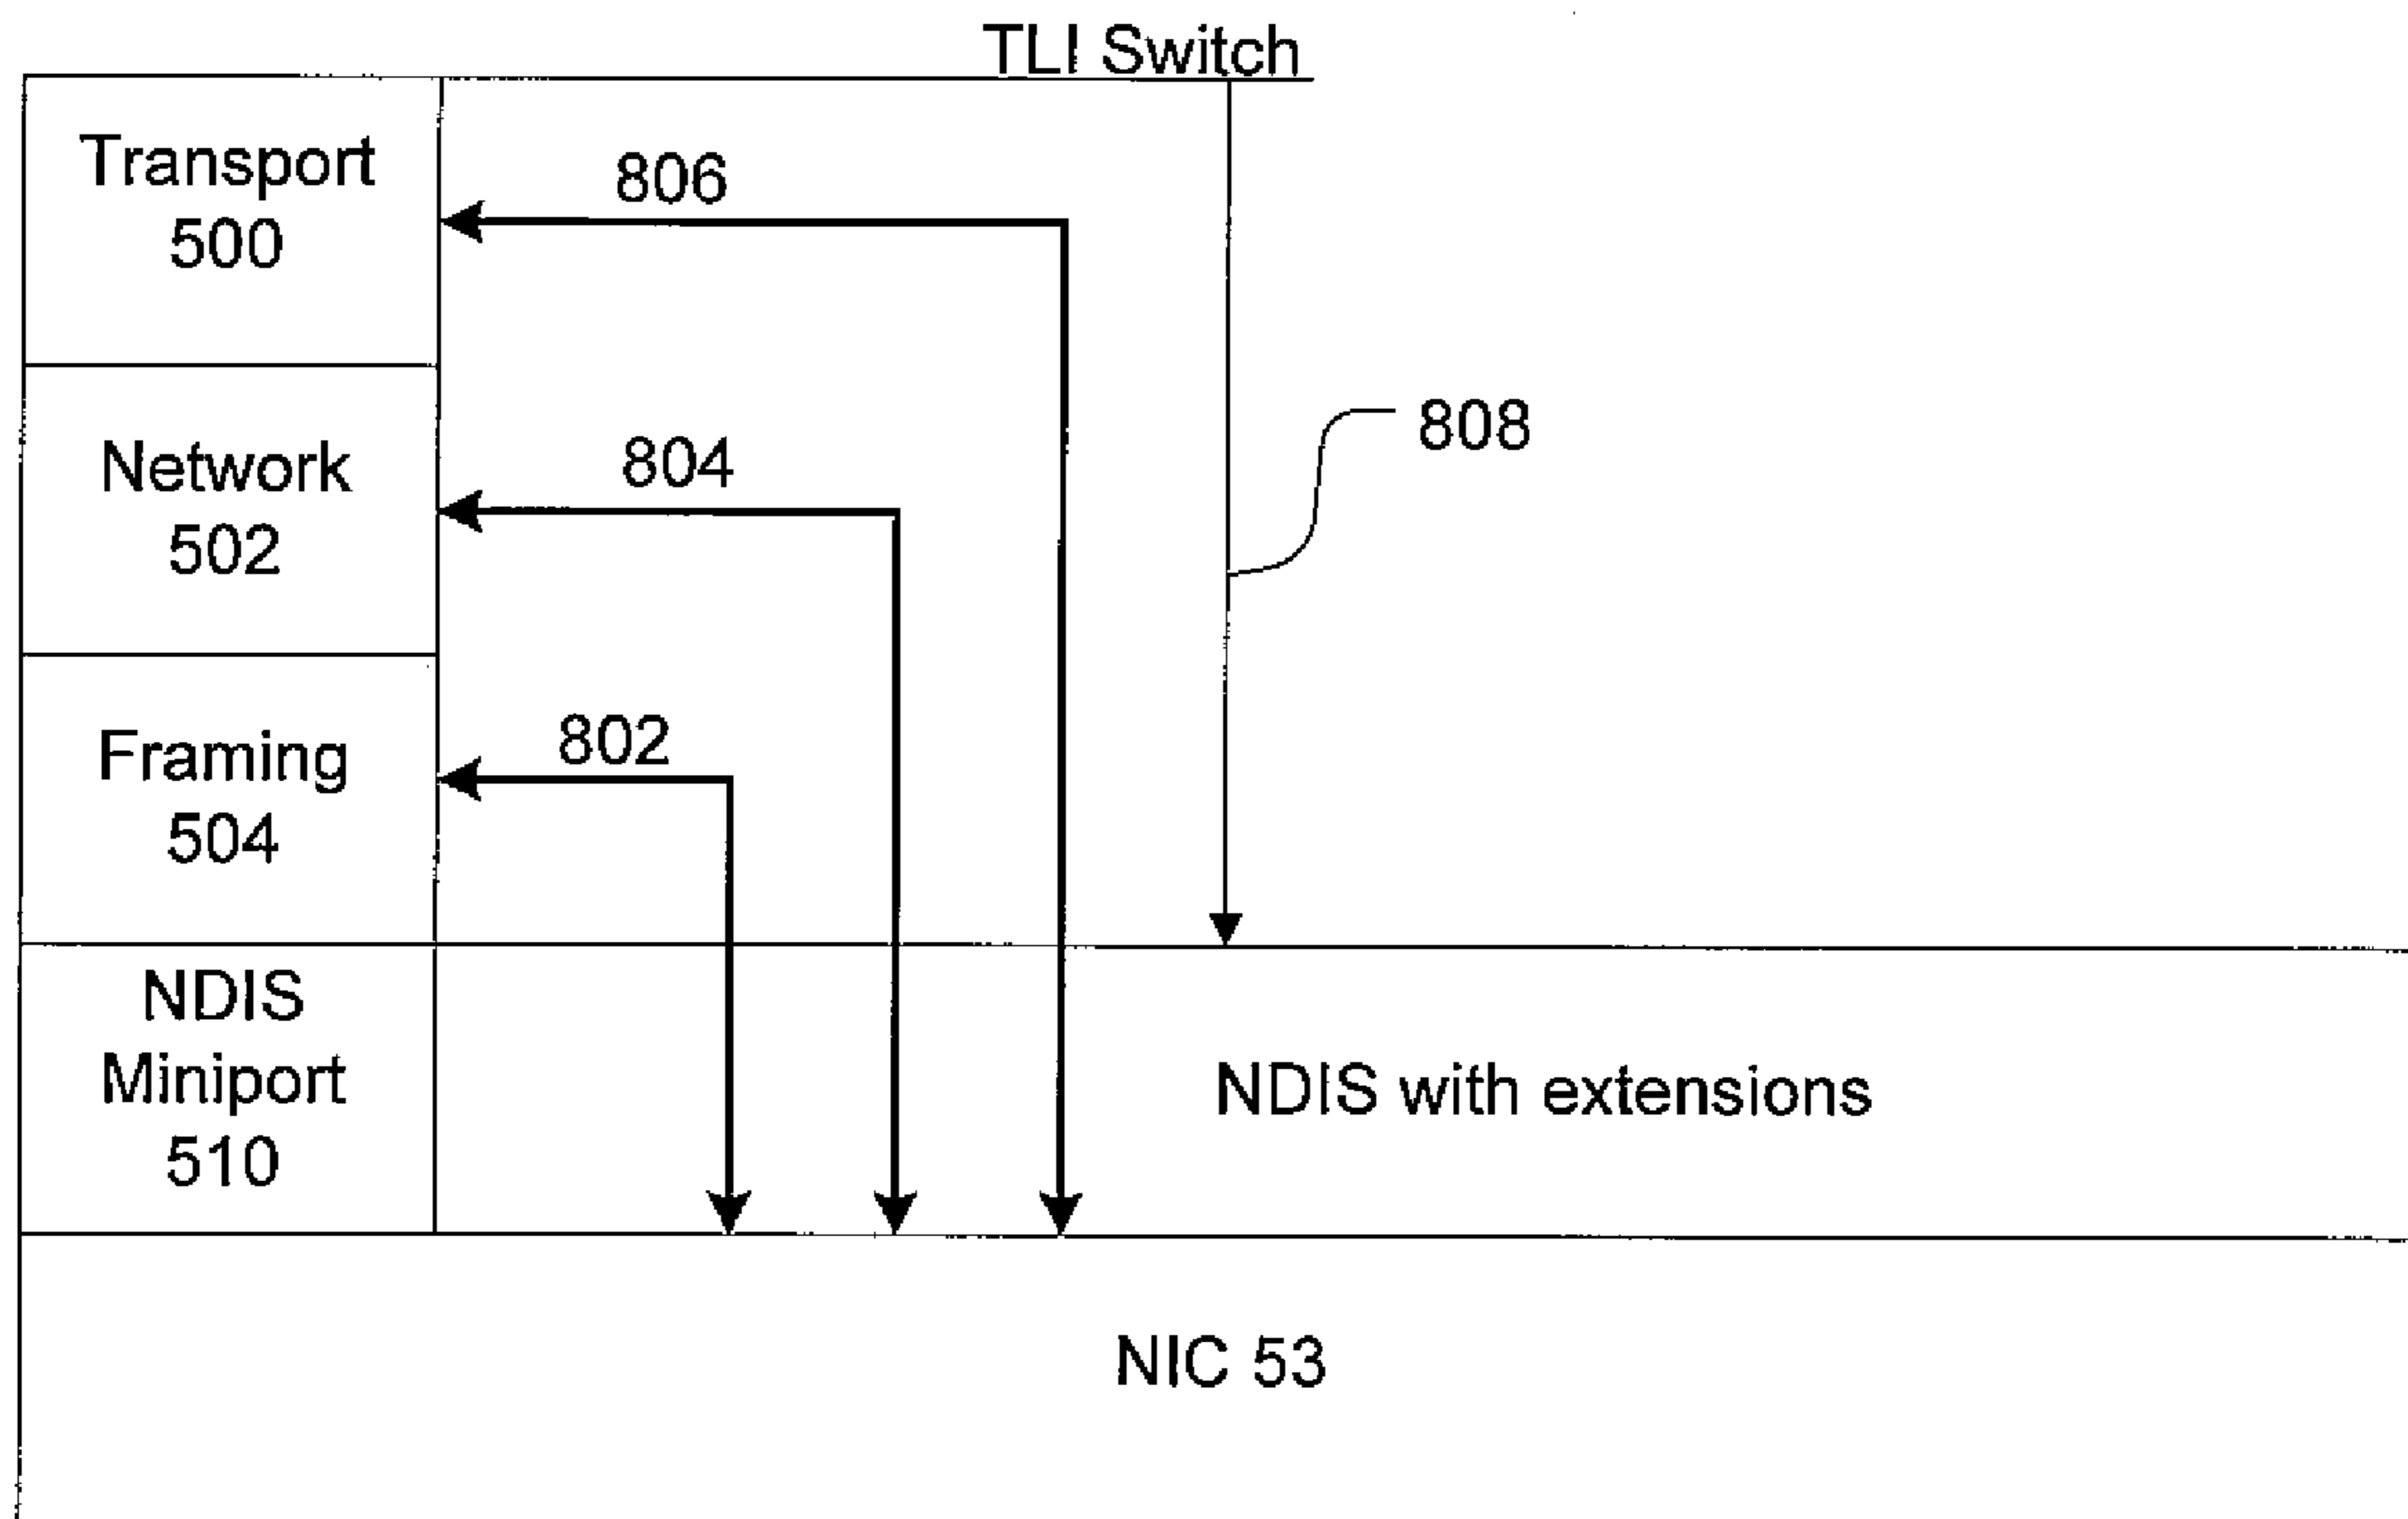 TLI Switch
Transport
500
806
Network
502
804
808
Framing
504
802
NDIS
Miniport
510
NDIS with extensions
NIC 53